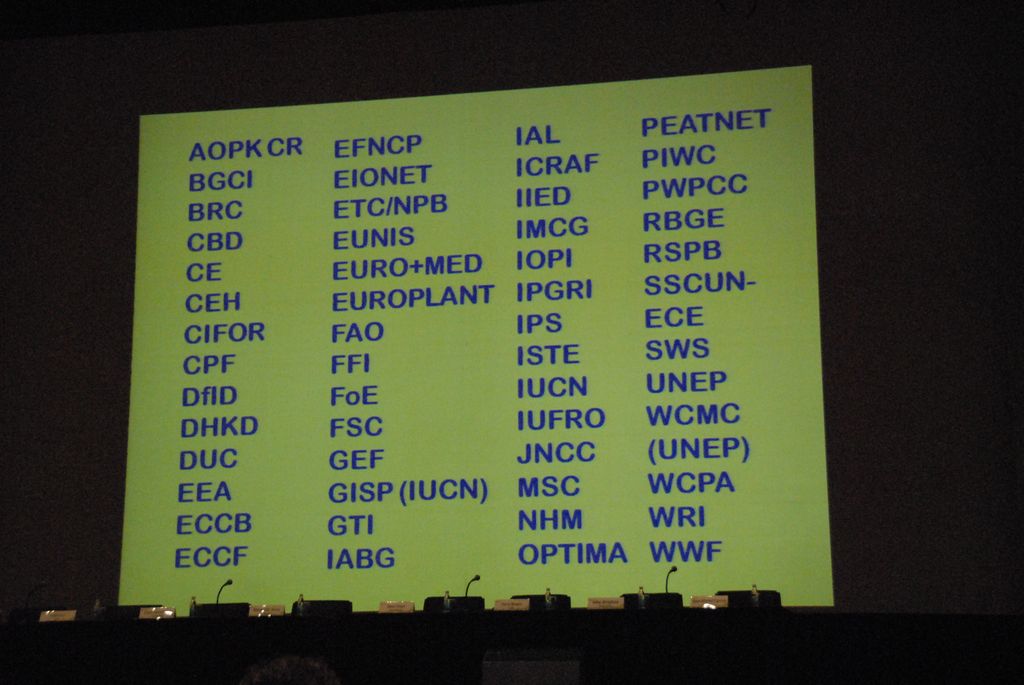 AOPK CR
BGCI
BRC
CBD
CE
CEH
CIFOR
CPF
DfID
DHKD
DUC
EEA
ECCB
ECCF
EFNCP
EIONET
ETC/NPB
EUNIS
EURO+MED
EUROPLANT
FAO
FFI
FoE
FSC
GEF
GISP (IUCN)
GTI
IABG
IAL
ICRAF
IIED
IMCG
IOPI
IPGRI
IPS
ISTE
IUCN
IUFRO
JNCC
MSC
NHM
OPTIMA
PEATNET
PIWC
PWPCC
RBGE
RSPB
SSCUN-
ECE
SWS
UNEP
WCMC
(UNEP)
WCPA
WRI
WWF